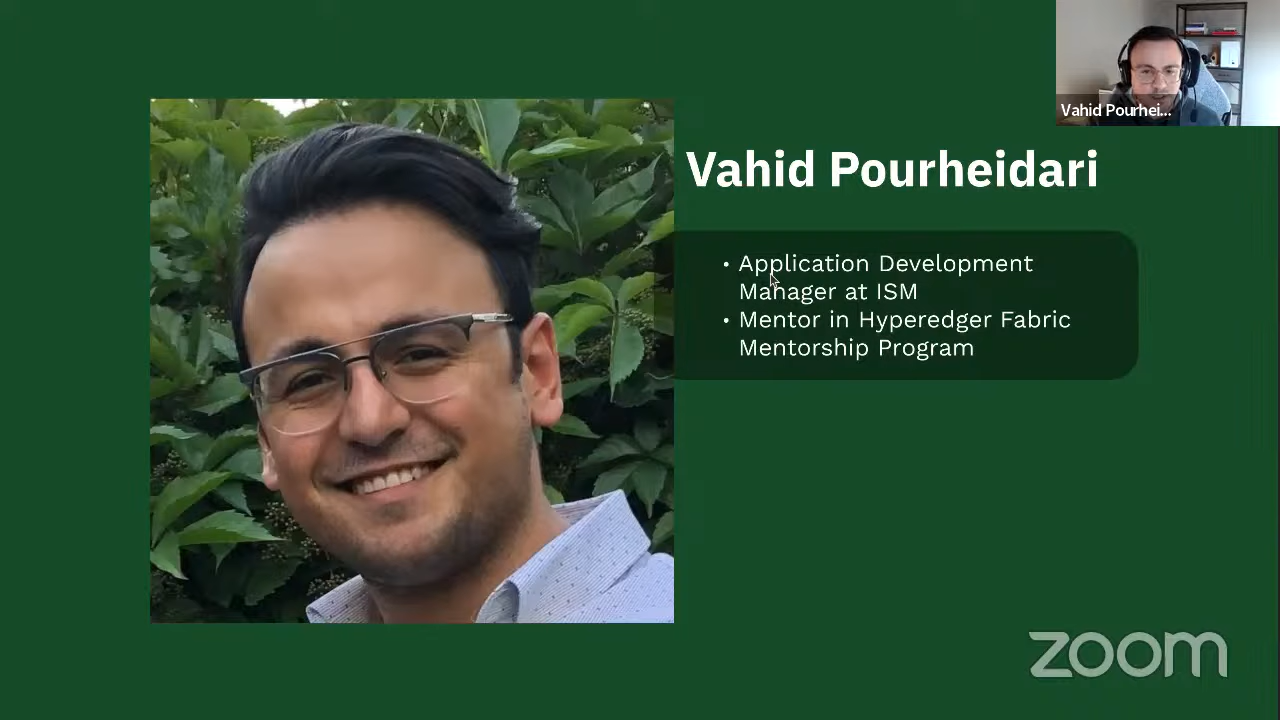 Vahid Pourhei...
Vahid Pourheidari
• Application Development
Manager at ISM
• Mentor in Hyperedger Fabric
Mentorship Program
zoom